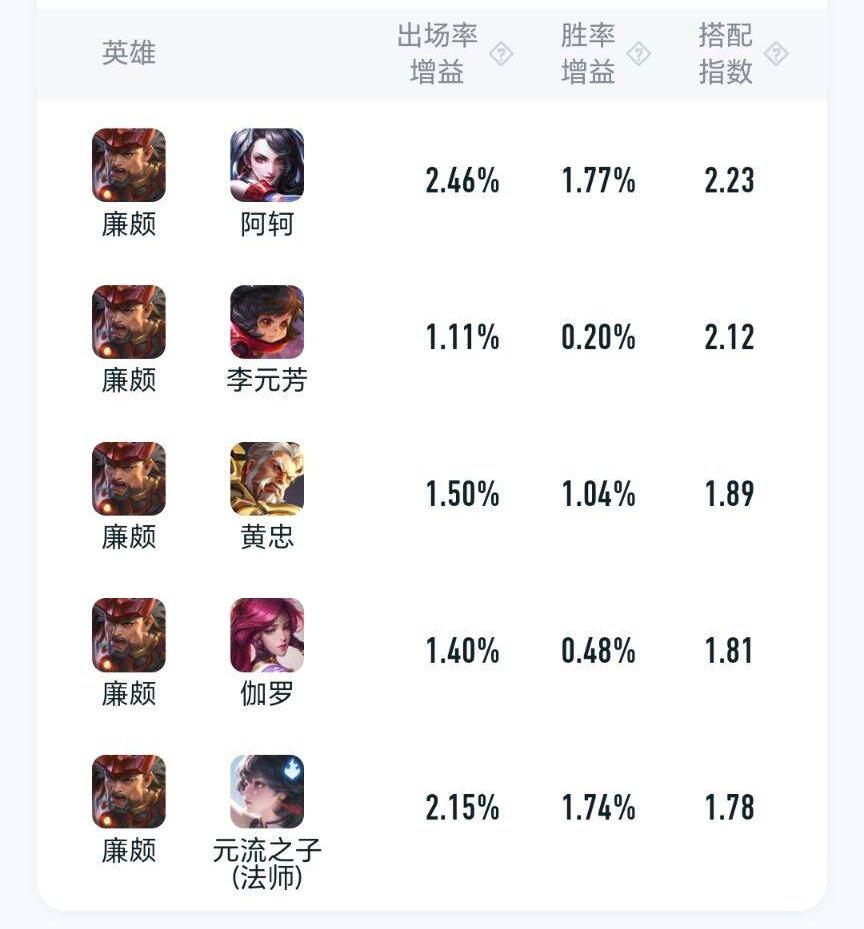 英雄
出场率
增益
胜率
增益
搭配
指数
廉颇 阿轲 2.46% 1.77% 2.23
廉颇 李元芳 1.11% 0.20% 2.12
廉颇 黄忠 1.50% 1.04% 1.89
廉颇 伽罗 1.40% 0.48% 1.81
廉颇 元流之子 2.15% 1.74% 1.78
(法师)